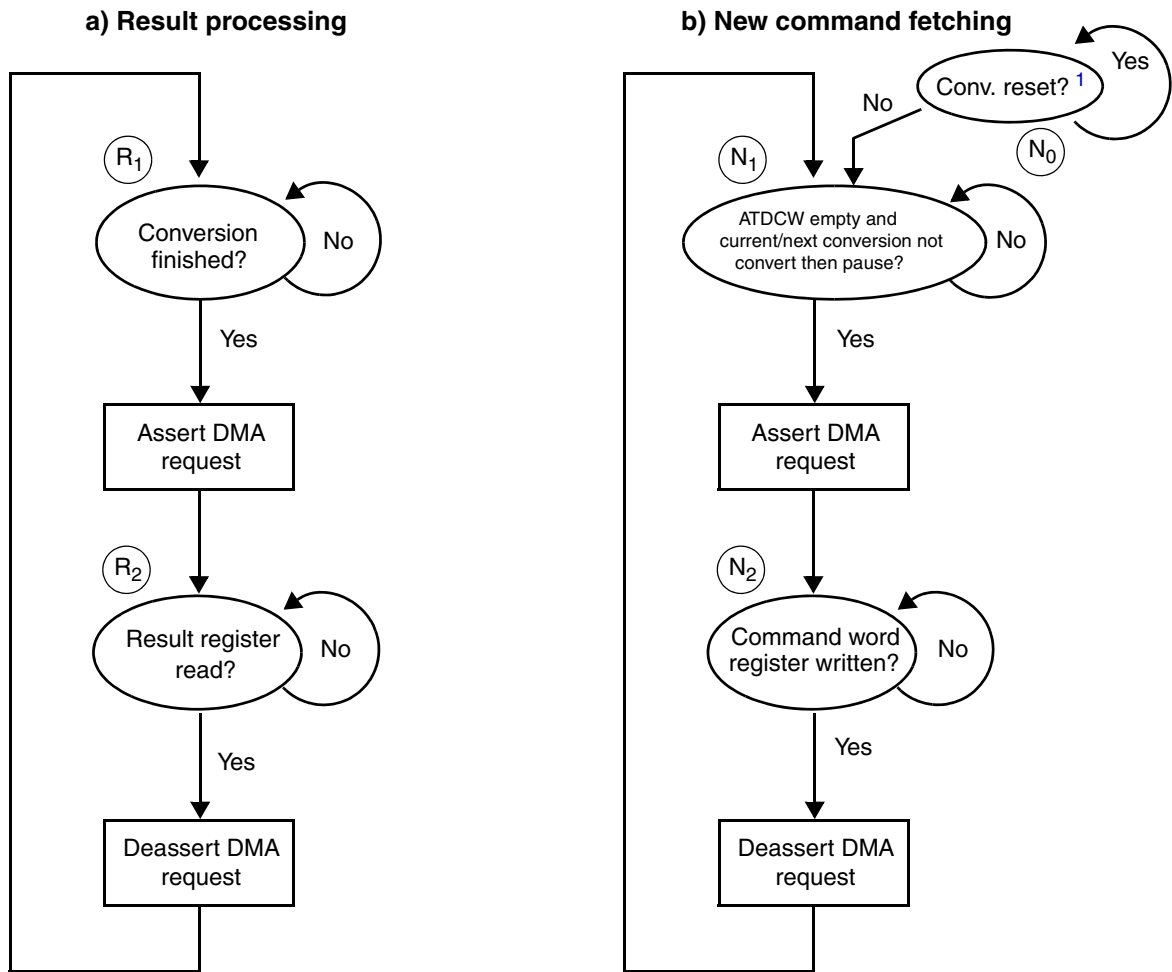 a) Result processing
R1
Conversion
finished?
No
Yes
Assert DMA
request
R2
Result register
read?
No
Yes
Deassert DMA
request
b) New command fetching
Conv. reset? 1
Yes
No
N0
N1
ATDCW empty and
current/next conversion not
convert then pause?
No
Yes
Assert DMA
request
N2
Command word
register written?
No
Yes
Deassert DMA
request